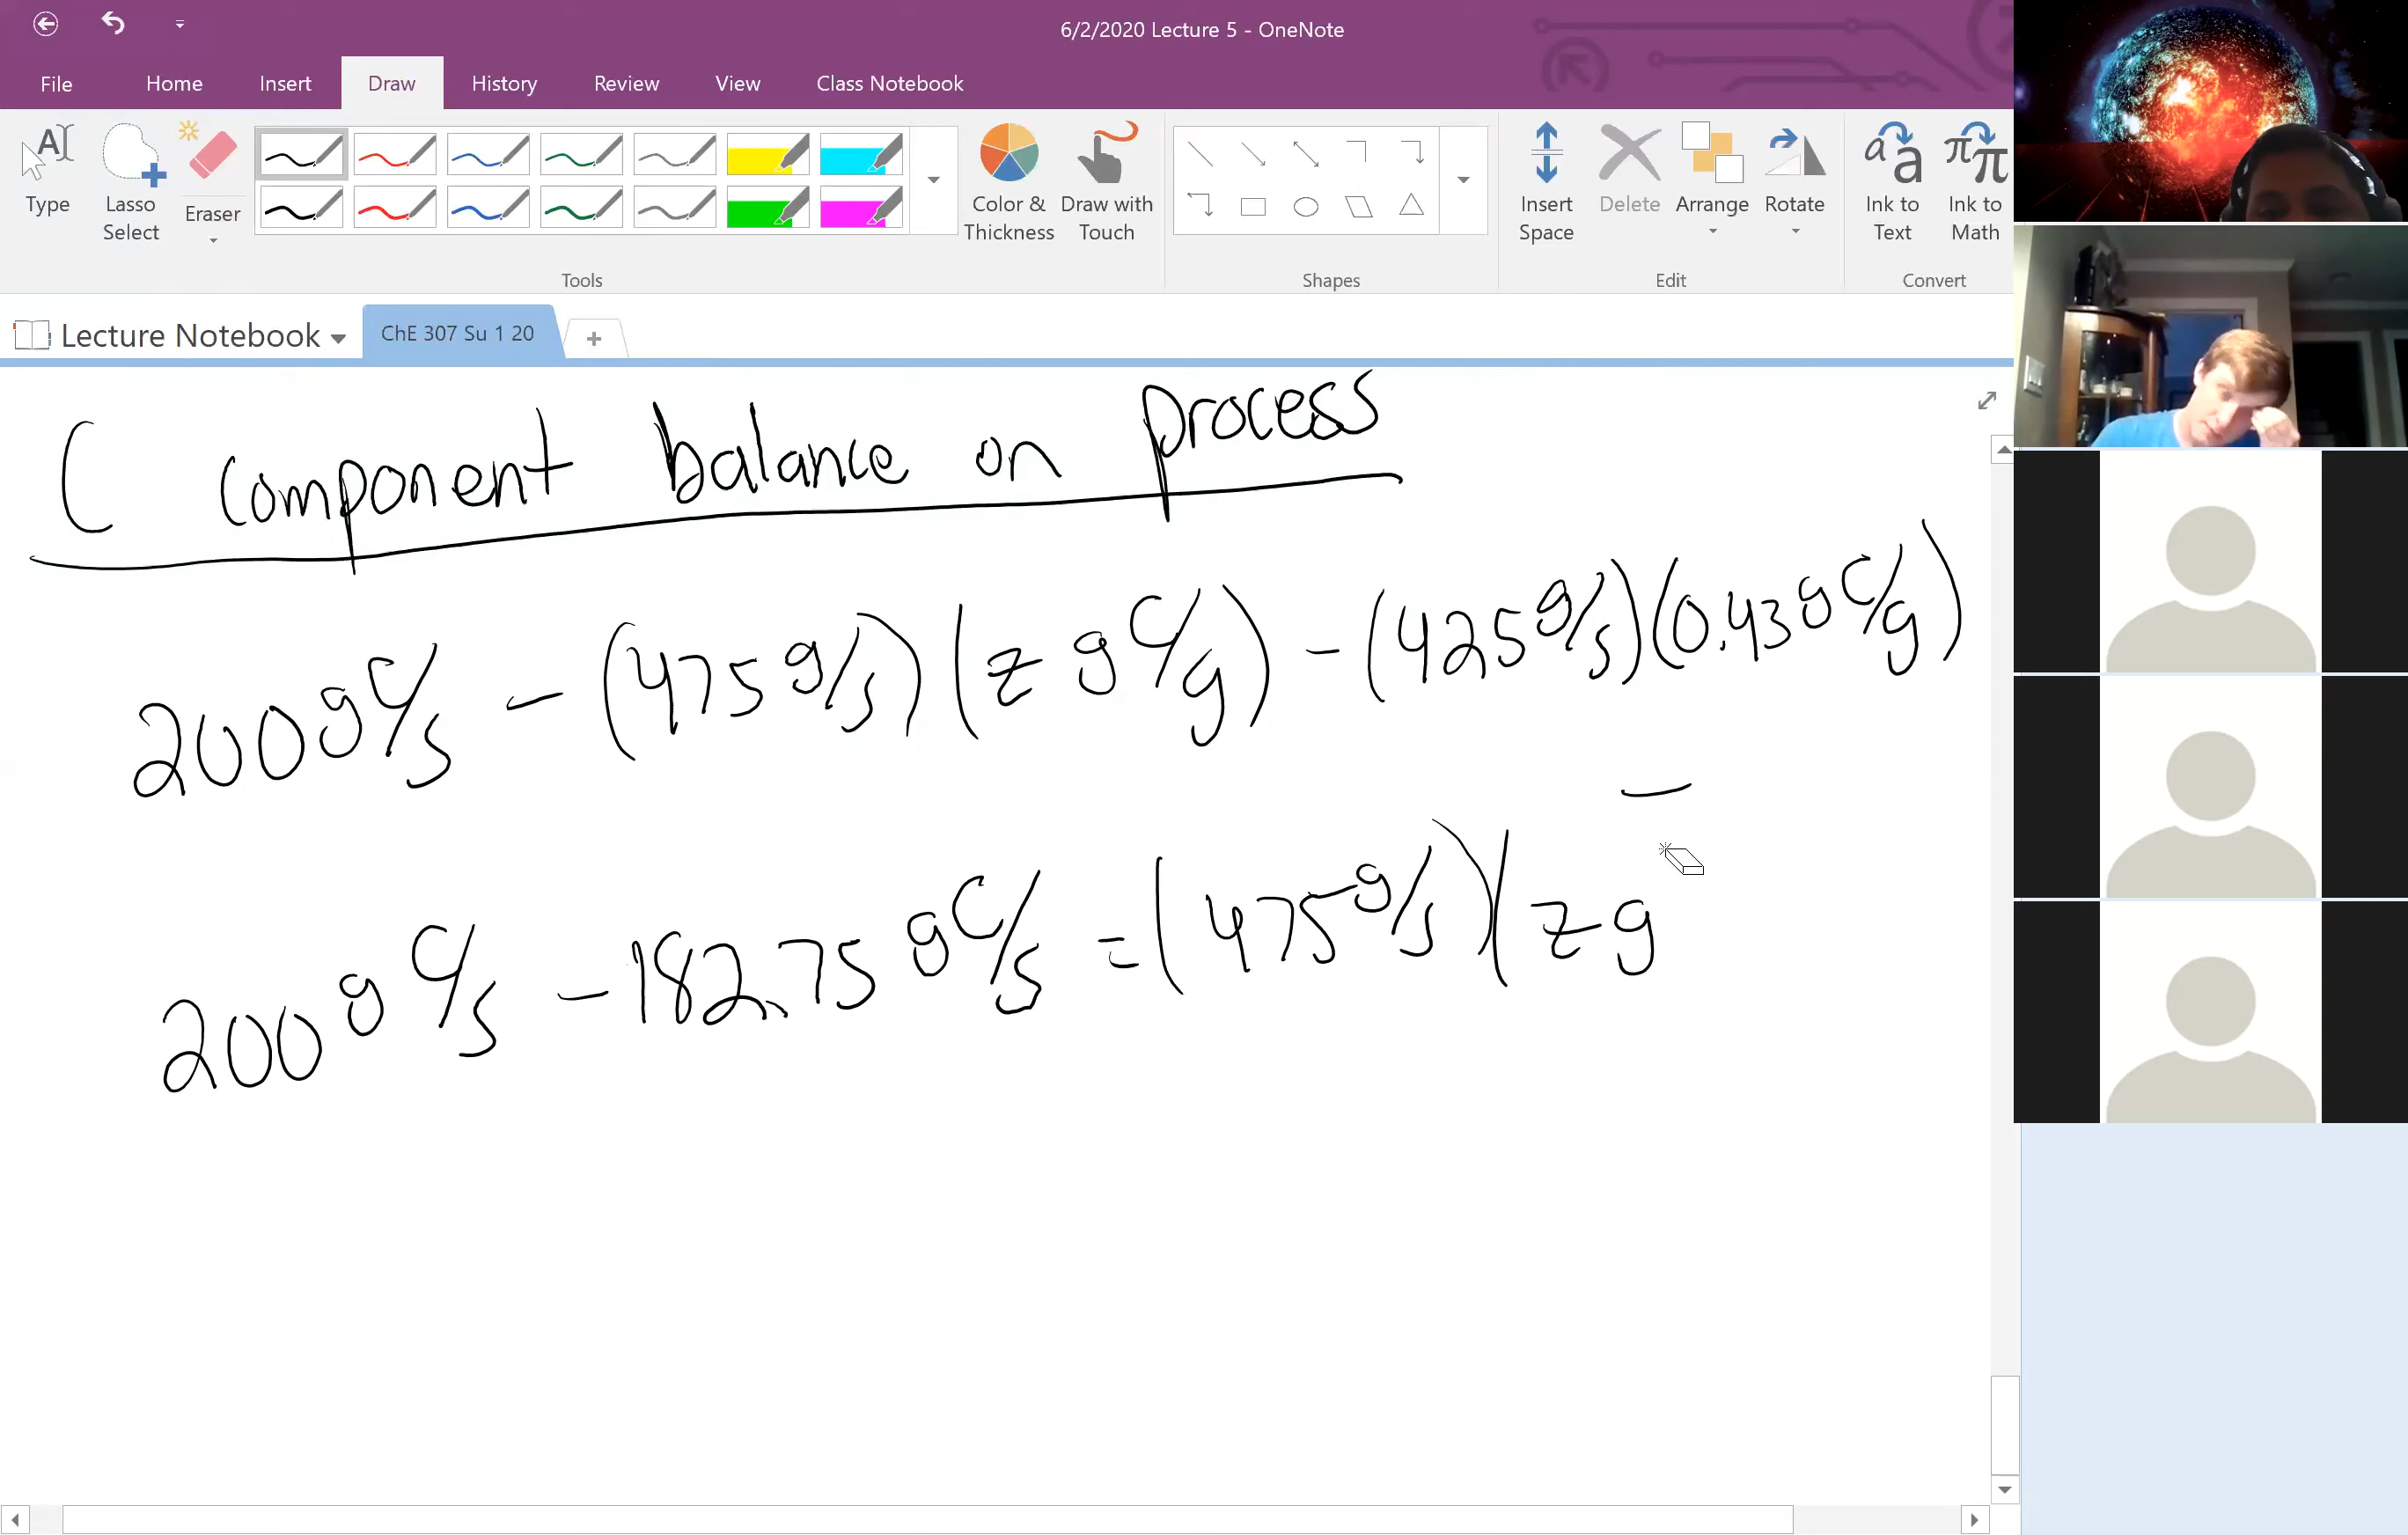 6/2/2020 Lecture 5 - OneNote
File Home Insert Draw History Review View Class Notebook
Type
Lasso Select
Eraser
Color & Thickness
Draw with Touch
Insert Space
Delete
Arrange
Rotate
Ink to Text
Ink to Math
Tools Shapes Edit Convert
Lecture Notebook ChE 307 Su 1 20 +
C component balance on process
200 g C/s - (475 g/s)(z g C/g) - (425 g/s)(0.43 g C/g)
-
200 g C/s - 182.75 g C/s = (475 g/s)(z g